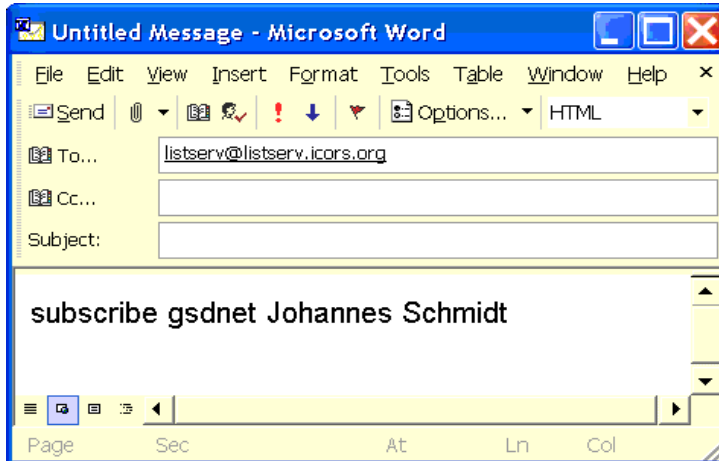 Untitled Message - Microsoft Word
File Edit View Insert Format Tools Table Window Help
Send Options... HTML
To... listserv@listserv.icors.org
Cc...
Subject:
subscribe gsdnet Johannes Schmidt
Page Sec At Ln Col